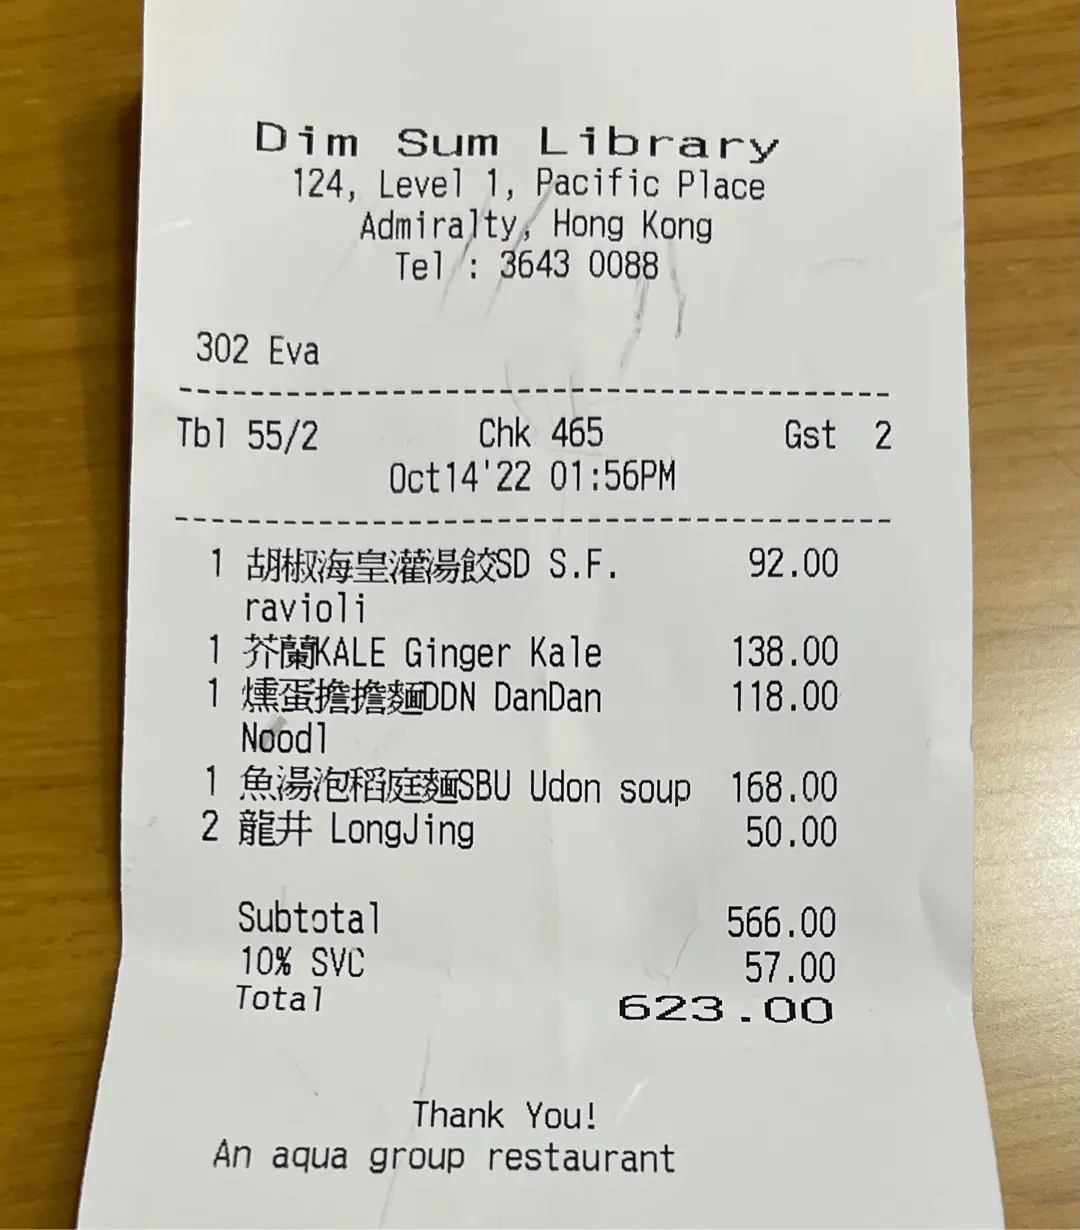 Dim Sum Library
124, Level 1, Pacific Place
Admiralty, Hong Kong
Tel : 3643 0088
302 Eva
Tbl 55/2 Chk 465 Gst 2
Oct14'22 01:56PM
1 胡椒海皇灌湯餃SD S.F. 92.00
ravioli
1 芥蘭KALE Ginger Kale 138.00
1 燻蛋擔擔麵DDN DanDan 118.00
Noodl
1 魚湯泡稻庭麵SBU Udon soup 168.00
2 龍井 LongJing 50.00
Subtotal 566.00
10% SVC 57.00
Total 623.00
Thank You!
An aqua group restaurant